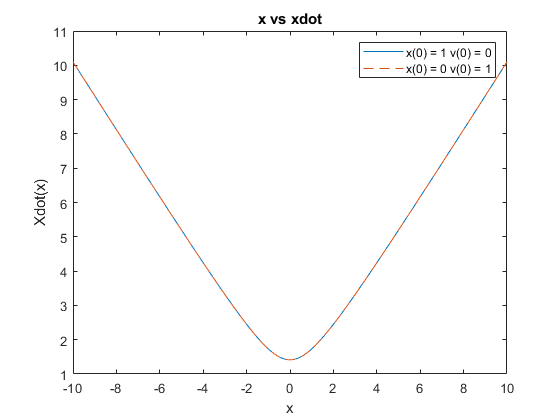 x vs xdot
x(0) = 1 v(0) = 0
x(0) = 0 v(0) = 1
Xdot(x)
11
10
9
8
7
6
5
4
3
2
1
-10 -8 -6 -4 -2 0 2 4 6 8 10
x